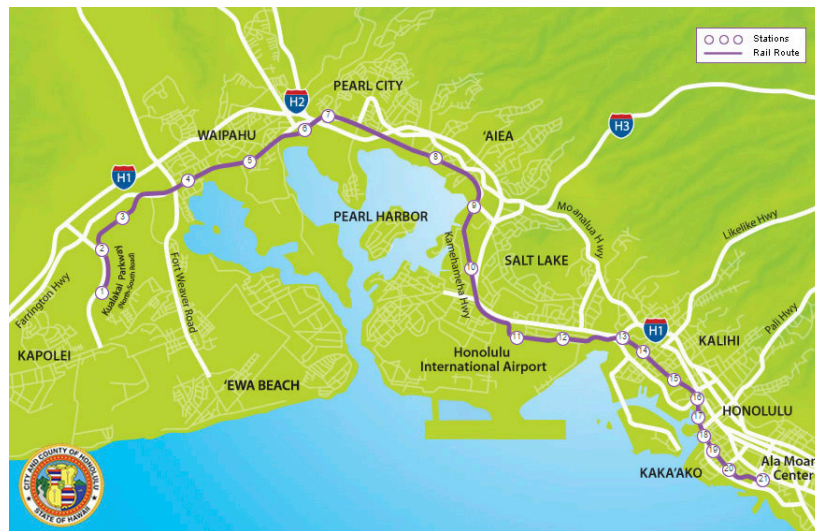 Stations
Rail Route
PEARL CITY
H2
WAIPAHU
'AIEA
H3
H1
PEARL HARBOR
Moanalua Hwy
Likelike Hwy
Kamehameha Hwy
SALT LAKE
Pali Hwy
Farrington Hwy
Kualakai Parkway
(North-South Road)
Fort Weaver Road
KAPOLEI
'EWA BEACH
Honolulu
International Airport
H1
KALIHI
HONOLULU
KAKA'AKO
Ala Moan
Center
1
2
3
4
5
6
7
8
9
10
11
12
13
14
15
16
17
18
19
20
21
CITY AND COUNTY OF HONOLULU
STATE OF HAWAII